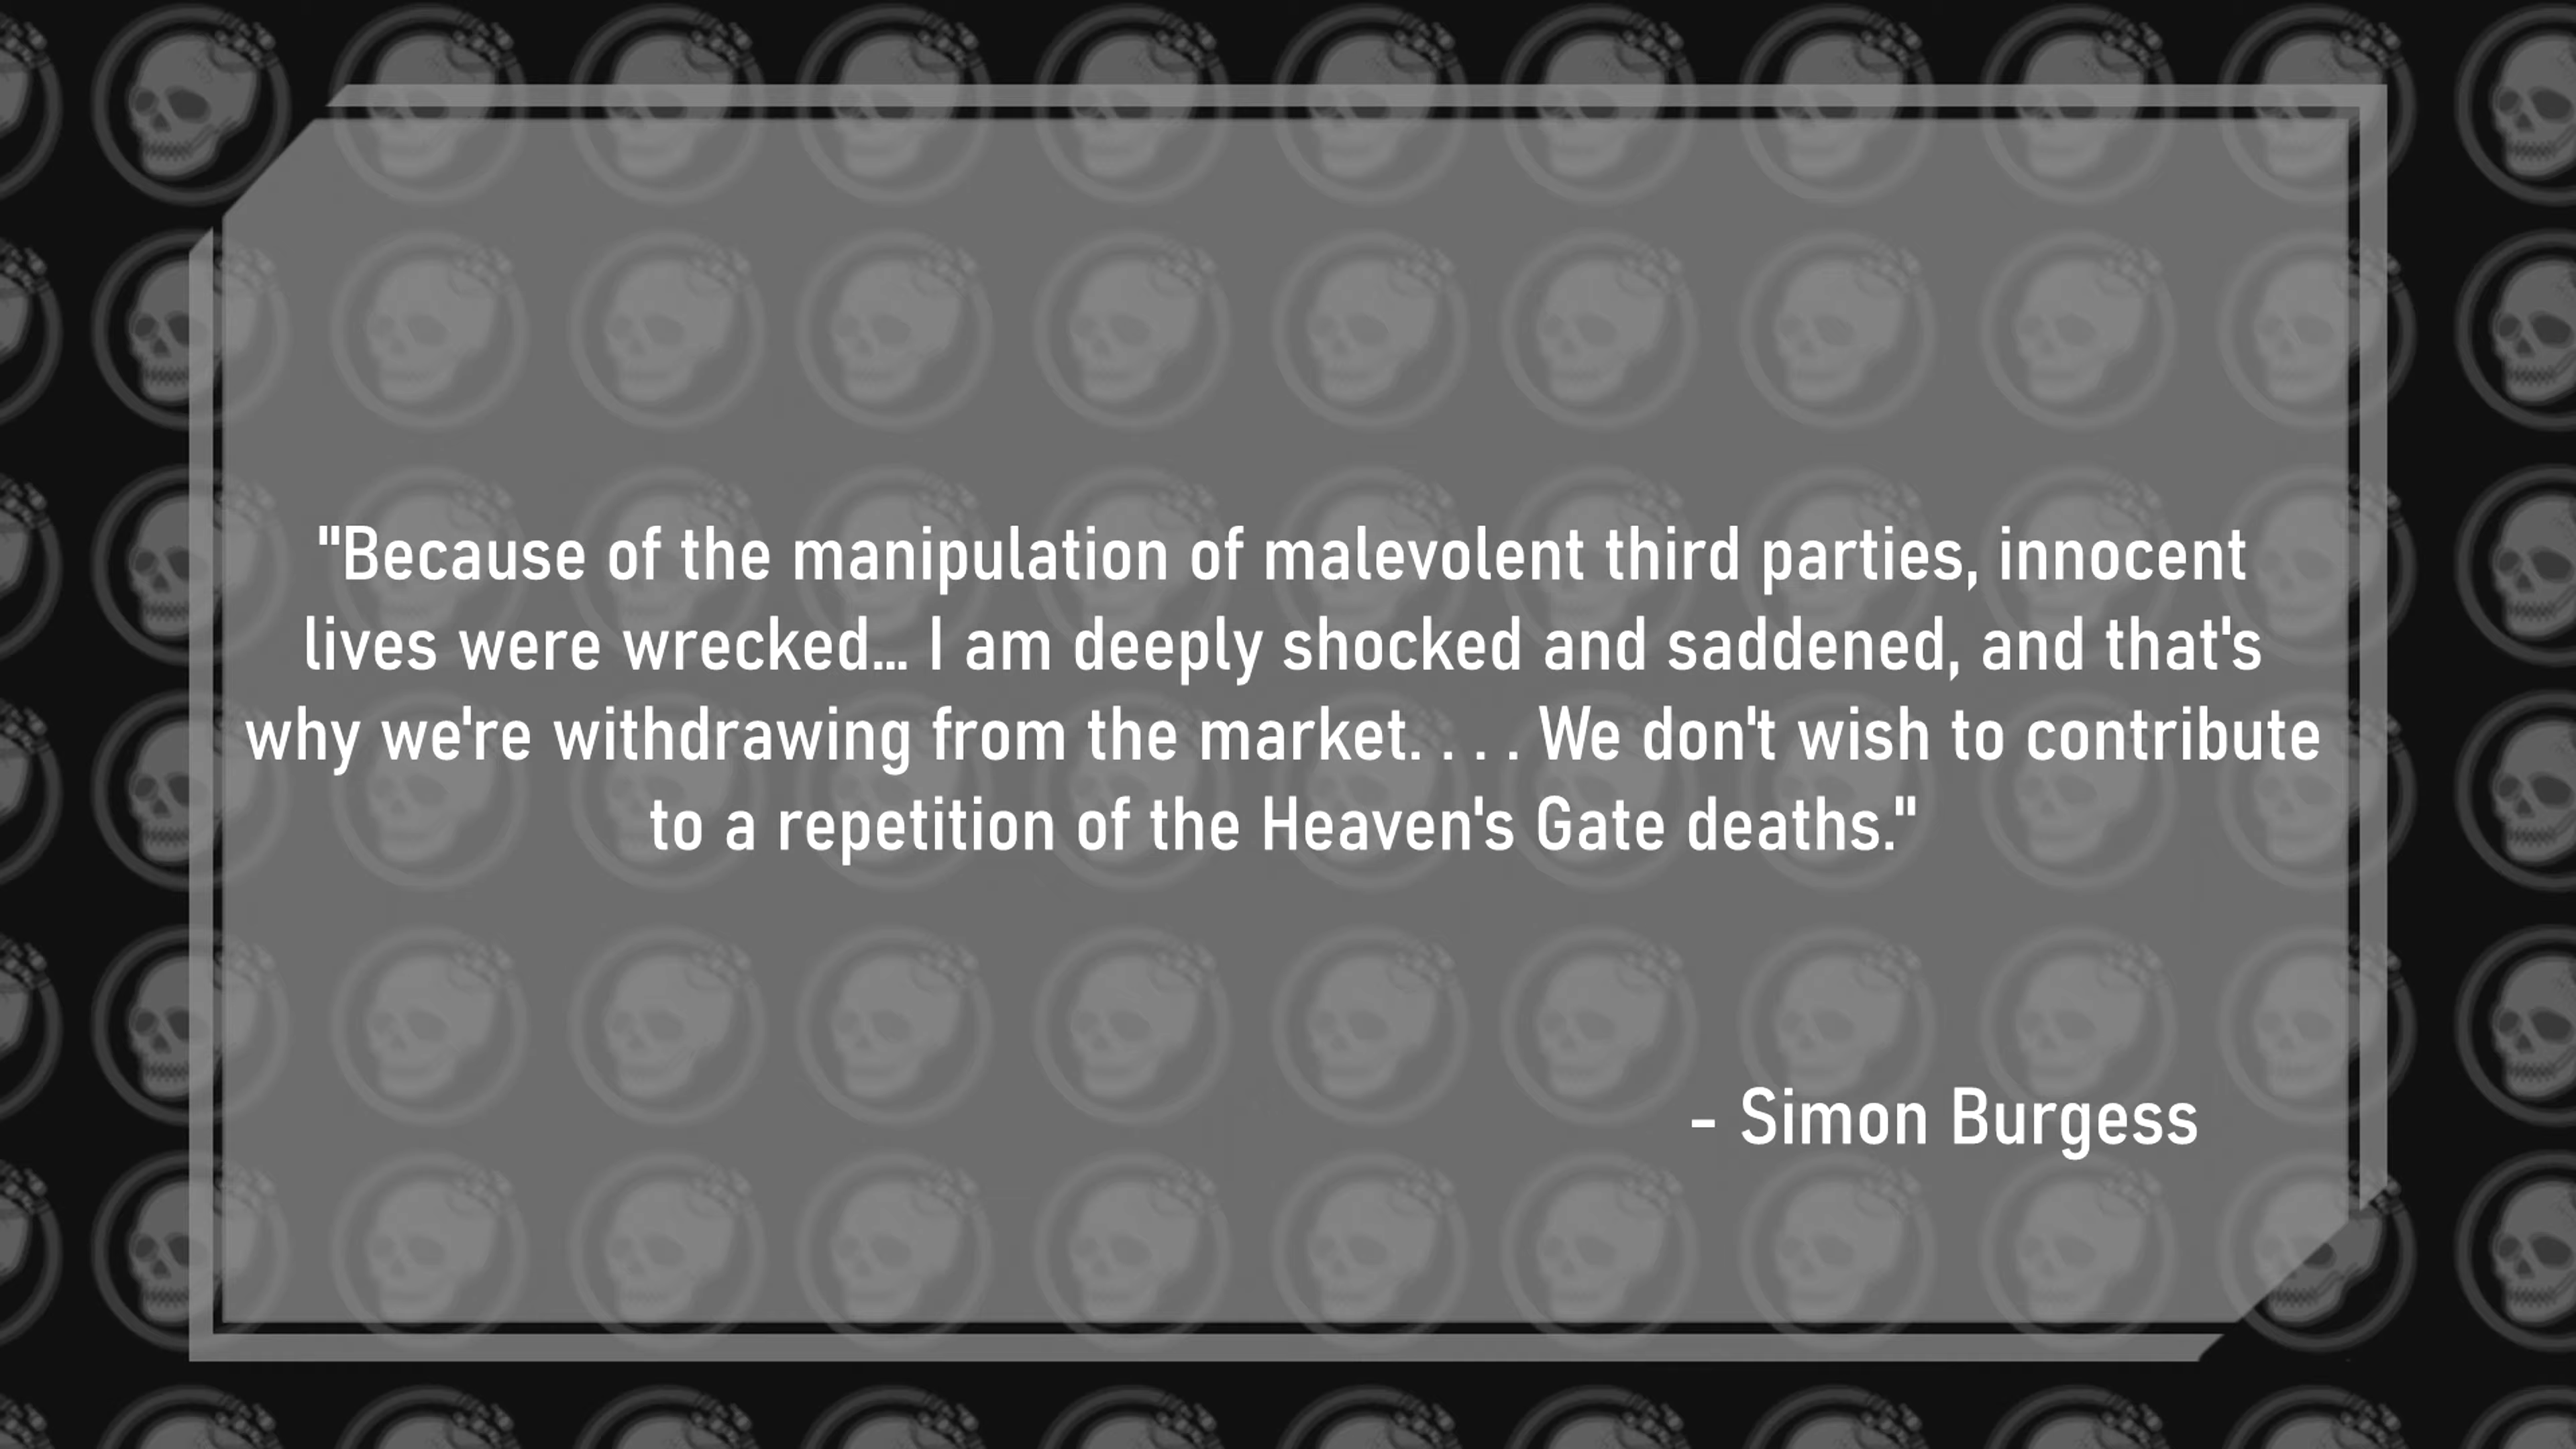 "Because of the manipulation of malevolent third parties, innocent
lives were wrecked... I am deeply shocked and saddened, and that's
why we're withdrawing from the market. . . . We don't wish to contribute
to a repetition of the Heaven's Gate deaths."
- Simon Burgess